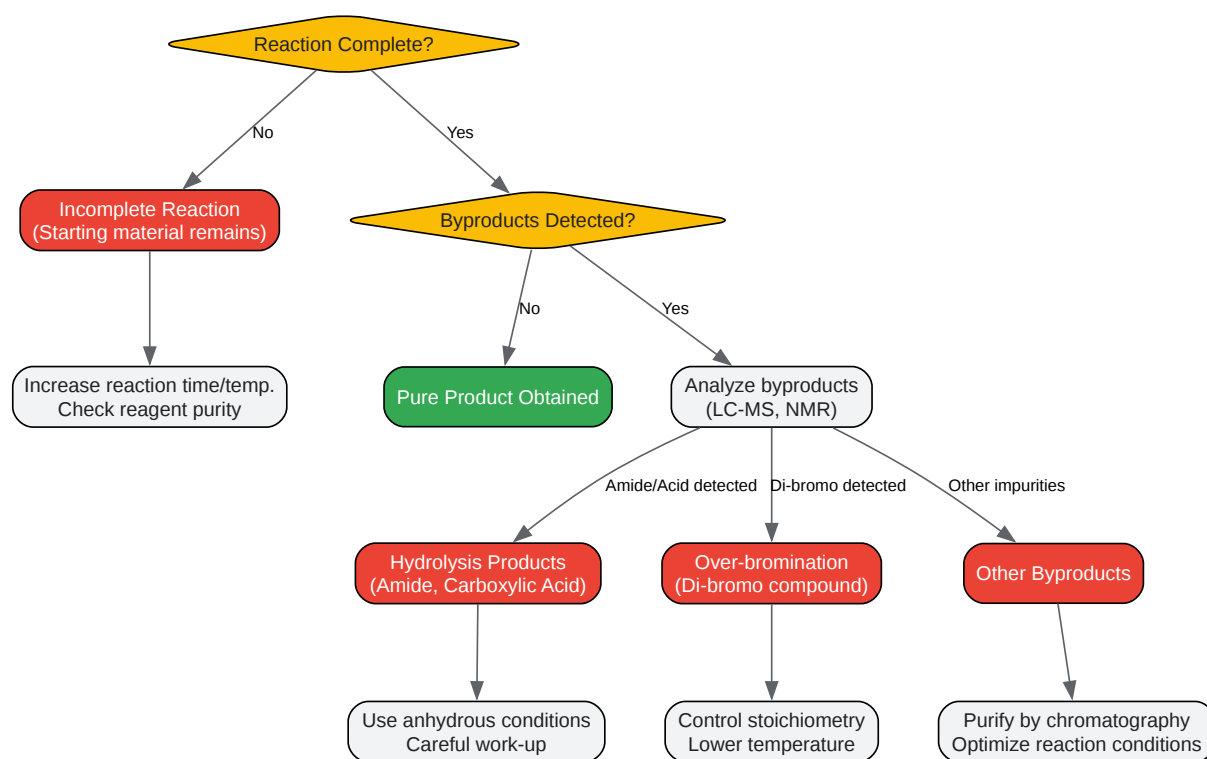 Reaction Complete?
No
Yes
Incomplete Reaction
(Starting material remains)
Byproducts Detected?
No
Yes
Increase reaction time/temp.
Check reagent purity
Pure Product Obtained
Analyze byproducts
(LC-MS, NMR)
Amide/Acid detected
Di-bromo detected
Other impurities
Hydrolysis Products
(Amide, Carboxylic Acid)
Over-bromination
(Di-bromo compound)
Other Byproducts
Use anhydrous conditions
Careful work-up
Control stoichiometry
Lower temperature
Purify by chromatography
Optimize reaction conditions